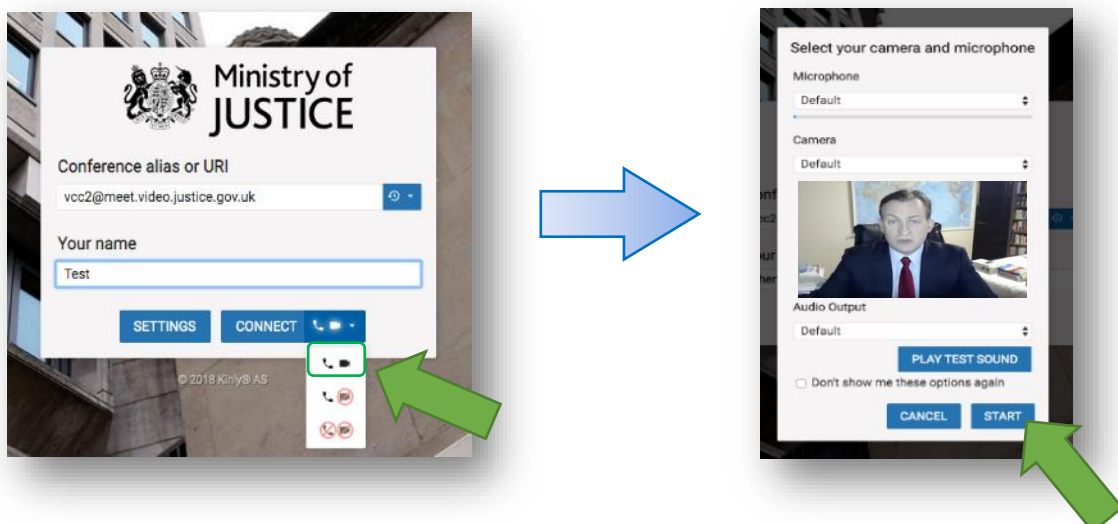 Ministry of
JUSTICE
Conference alias or URI
vcc2@meet.video.justice.gov.uk
Your name
Test
SETTINGS
CONNECT
© 2018 Kinly® AS
Select your camera and microphone
Microphone
Default
Camera
Default
Audio Output
Default
PLAY TEST SOUND
Don't show me these options again
CANCEL
START